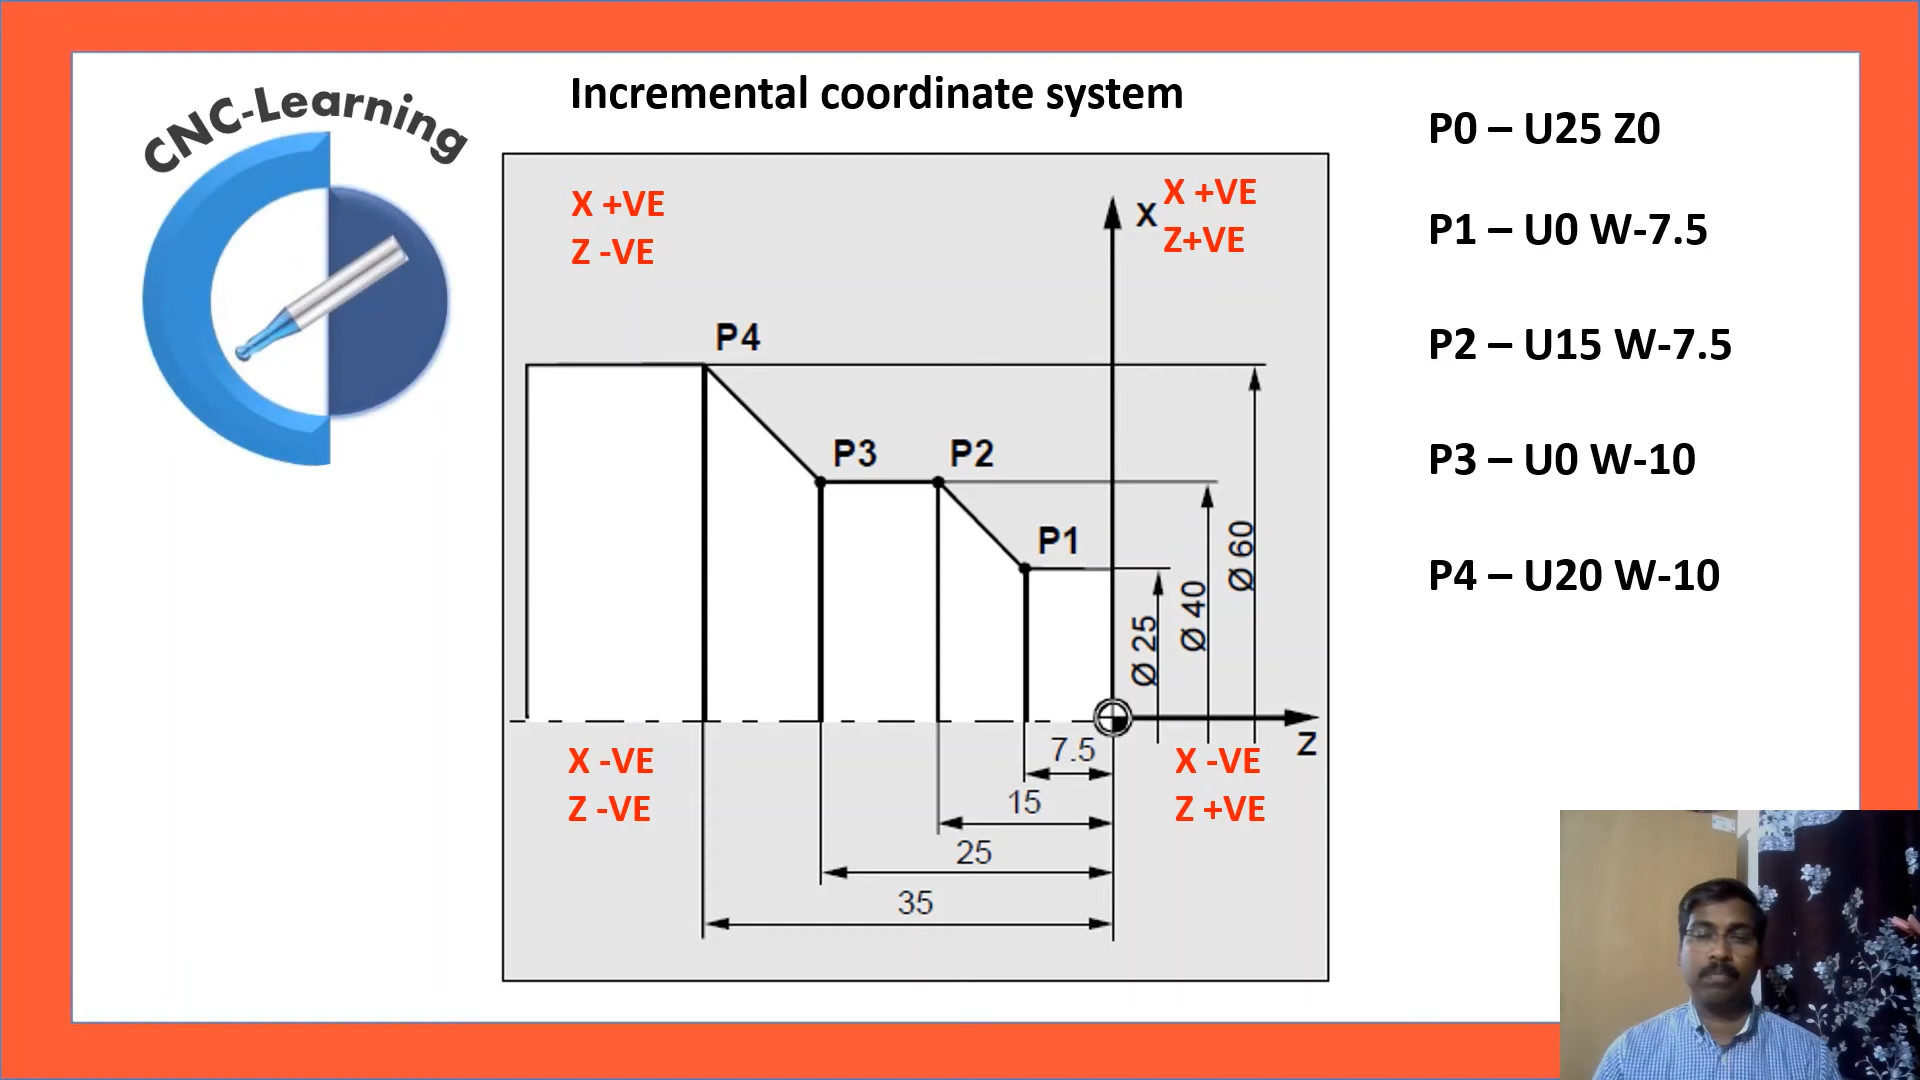 CNC-Learning
Incremental coordinate system
X +VE
Z -VE
X
X +VE
Z+VE
P4
P3
P2
P1
Ø 25
Ø 40
Ø 60
Z
X -VE
Z -VE
7.5
X -VE
Z +VE
15
25
35
P0 – U25 Z0
P1 – U0 W-7.5
P2 – U15 W-7.5
P3 – U0 W-10
P4 – U20 W-10